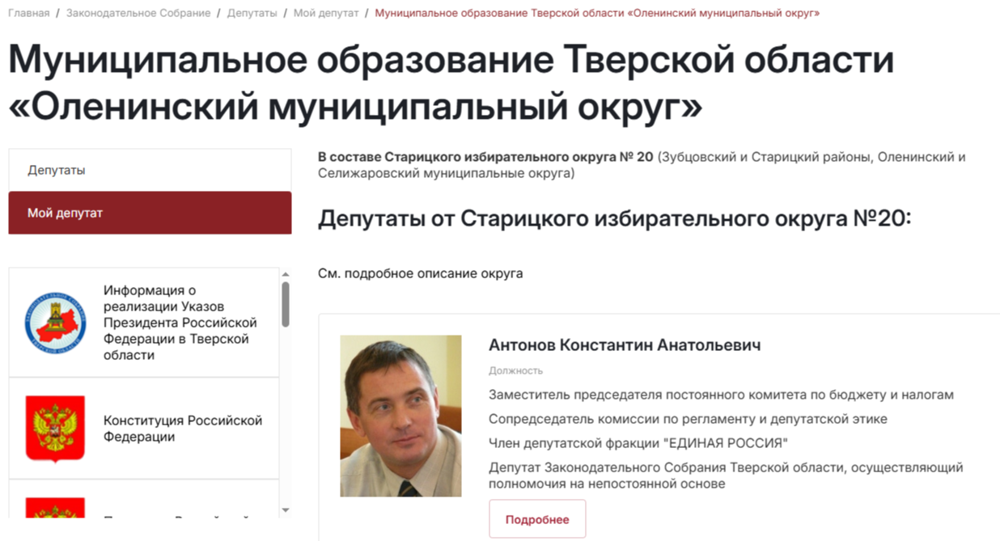 Главная / Законодательное Собрание / Депутаты / Мой депутат / Муниципальное образование Тверской области «Оленинский муниципальный округ»
Муниципальное образование Тверской области
«Оленинский муниципальный округ»
Депутаты
Мой депутат
Информация о
реализации Указов
Президента Российской
Федерации в Тверской
области
Конституция Российской
Федерации
В составе Старицкого избирательного округа № 20 (Зубцовский и Старицкий районы, Оленинский и
Селижаровский муниципальные округа)
Депутаты от Старицкого избирательного округа №20:
См. подробное описание округа
Антонов Константин Анатольевич
Должность
Заместитель председателя постоянного комитета по бюджету и налогам
Сопредседатель комиссии по регламенту и депутатской этике
Член депутатской фракции "ЕДИНАЯ РОССИЯ"
Депутат Законодательного Собрания Тверской области, осуществляющий
полномочия на непостоянной основе
Подробнее